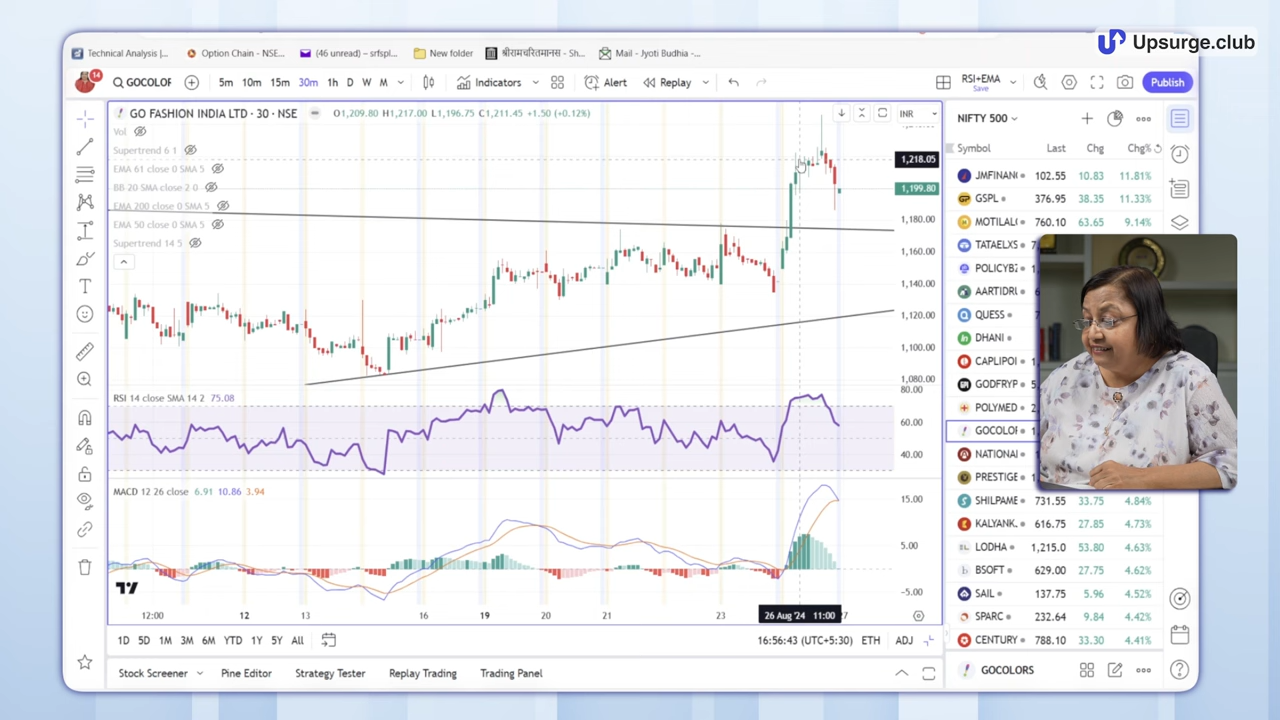 Upsurge.club
Technical Analysis |... Option Chain - NSE... (46 unread) – srfspl... New folder श्रीरामचरितमानस - Sh... Mail - Jyoti Budhia -...
14 GOCOLOR 5m 10m 15m 30m 1h D W M Indicators Alert Replay RSI+EMA Save Publish
GO FASHION INDIA LTD · 30 · NSE O1,209.80 H1,217.00 L1,196. C1,211.45 +1.50 (+0.12%) INR
Vol
Supertrend 6 1
EMA 61 close 0 SMA 5
BB 20 SMA close 2 0
EMA 200 close 0 SMA 5
EMA 50 close 0 SMA 5
Supertrend 14 5
1,218.05
1,199.80
1,180.00
1,160.00
1,140.00
1,120.00
1,100.00
1,080.00
RSI 14 close SMA 14 2 75.08
80.00
60.00
40.00
MACD 12 26 close 6.91 10.86 3.94
15.00
5.00
−5.00
12:00 12 13 16 19 20 21 23 26 Aug '24 11:00
1D 5D 1M 3M 6M YTD 1Y 5Y All 16:56:43 (UTC+5:30) ETH ADJ
Stock Screener Pine Editor Strategy Tester Replay Trading Trading Panel
NIFTY 500
Symbol Last Chg Chg%
JMFINANC 102.55 10.83 11.81%
GSPL 376.95 38.35 11.33%
MOTILALO 760.10 63.65 9.14%
TATAELXS
POLICYBZ
AARTIDRU
QUESS
DHANI
CAPLIPOI
GODFRYP
POLYMED
GOCOLOR
NATIONAL
PRESTIGE
SHILPAME 731.55 33.75 4.84%
KALYANK 616.75 27.85 4.73%
LODHA 1,215.0 53.80 4.63%
BSOFT 629.00 27.75 4.62%
SAIL 137.75 5.96 4.52%
SPARC 232.64 9.84 4.42%
CENTURY 788.10 33.30 4.41%
GOCOLORS